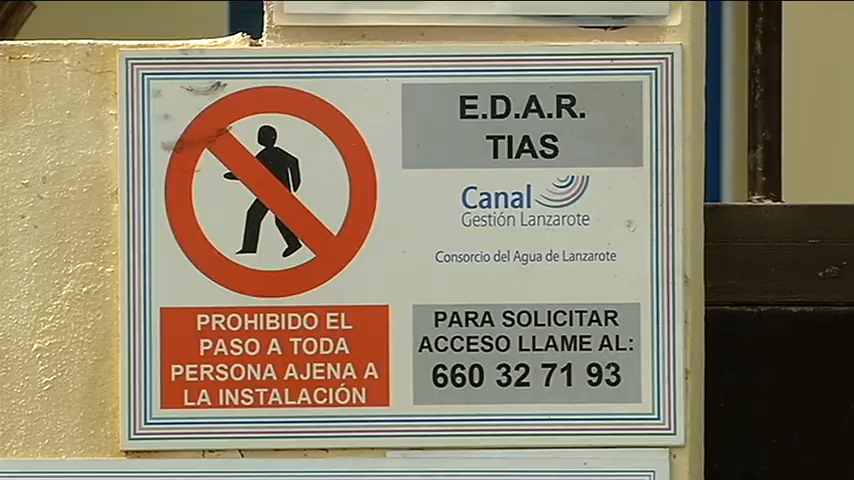 E.D.A.R.
TIAS
Canal
Gestión Lanzarote
Consorcio del Agua de Lanzarote
PROHIBIDO EL
PASO A TODA
PERSONA AJENA A
LA INSTALACIÓN
PARA SOLICITAR
ACCESO LLAME AL:
660 32 71 93